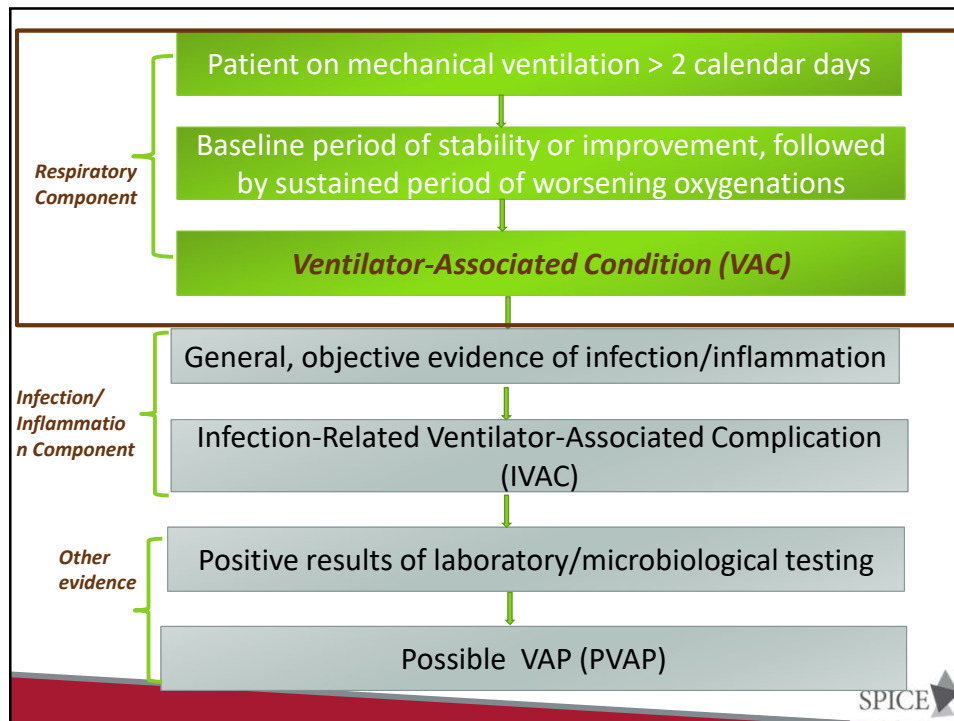 Patient on mechanical ventilation > 2 calendar days
Baseline period of stability or improvement, followed
by sustained period of worsening oxygenations
Respiratory
Component
Ventilator-Associated Condition (VAC)
General, objective evidence of infection/inflammation
Infection/
Inflammatio
n Component
Infection-Related Ventilator-Associated Complication
(IVAC)
Other
evidence
Positive results of laboratory/microbiological testing
Possible VAP (PVAP)
SPICE